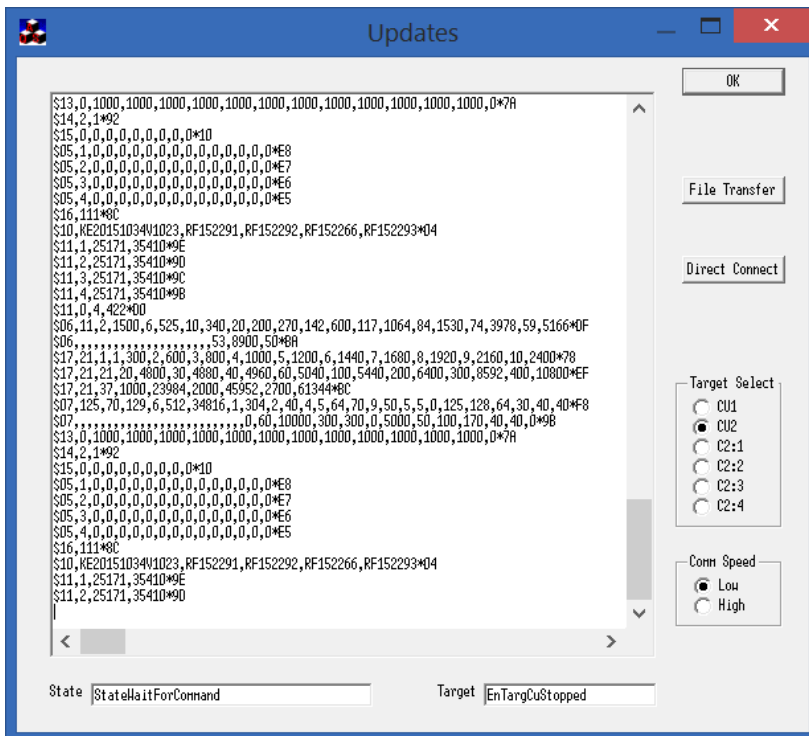 Updates
$13,0,1000,1000,1000,1000,1000,1000,1000,1000,1000,1000,1000,1000,0*7A
$14,2,1*92
$15,0,0,0,0,0,0,0,0,0*10
$05,1,0,0,0,0,0,0,0,0,0,0,0,0,0,0*E8
$05,2,0,0,0,0,0,0,0,0,0,0,0,0,0,0*E7
$05,3,0,0,0,0,0,0,0,0,0,0,0,0,0,0*E6
$05,4,0,0,0,0,0,0,0,0,0,0,0,0,0,0*E5
$16,111*8C
$10,KE20151034V1023,RF152291,RF152292,RF152266,RF152293*04
$11,1,25171,35410*9E
$11,2,25171,35410*9D
$11,3,25171,35410*9C
$11,4,25171,35410*9B
$11,0,4,422*DD
$06,11,2,1500,6,525,10,340,20,200,270,142,600,117,1064,84,1530,74,3978,59,5166*DF
$06,,,,,,,,,,,,,,,,,,,,,,53,8900,50*BA
$17,21,1,1,300,2,600,3,800,4,1000,5,1200,6,1440,7,1680,8,1920,9,2160,10,2400*78
$17,21,21,20,4800,30,4880,40,4960,60,5040,100,5440,200,6400,300,8592,400,10800*EF
$17,21,37,1000,23984,2000,45952,2700,61344*BC
$07,125,70,129,6,512,34816,1,304,2,40,4,5,64,70,9,50,5,5,0,125,128,64,30,40,40*F8
$07,,,,,,,,,,,,,,,,,,,,,,,,,,,0,60,10000,300,300,0,5000,50,100,170,40,40,0*9B
$13,0,1000,1000,1000,1000,1000,1000,1000,1000,1000,1000,1000,1000,0*7A
$14,2,1*92
$15,0,0,0,0,0,0,0,0,0*10
$05,1,0,0,0,0,0,0,0,0,0,0,0,0,0,0*E8
$05,2,0,0,0,0,0,0,0,0,0,0,0,0,0,0*E7
$05,3,0,0,0,0,0,0,0,0,0,0,0,0,0,0*E6
$05,4,0,0,0,0,0,0,0,0,0,0,0,0,0,0*E5
$16,111*8C
$10,KE20151034V1023,RF152291,RF152292,RF152266,RF152293*04
$11,1,25171,35410*9E
$11,2,25171,35410*9D
OK
File Transfer
Direct Connect
Target Select
CU1
CU2
C2:1
C2:2
C2:3
C2:4
Comm Speed
Low
High
State StateWaitForCommand
Target EnTargCuStopped